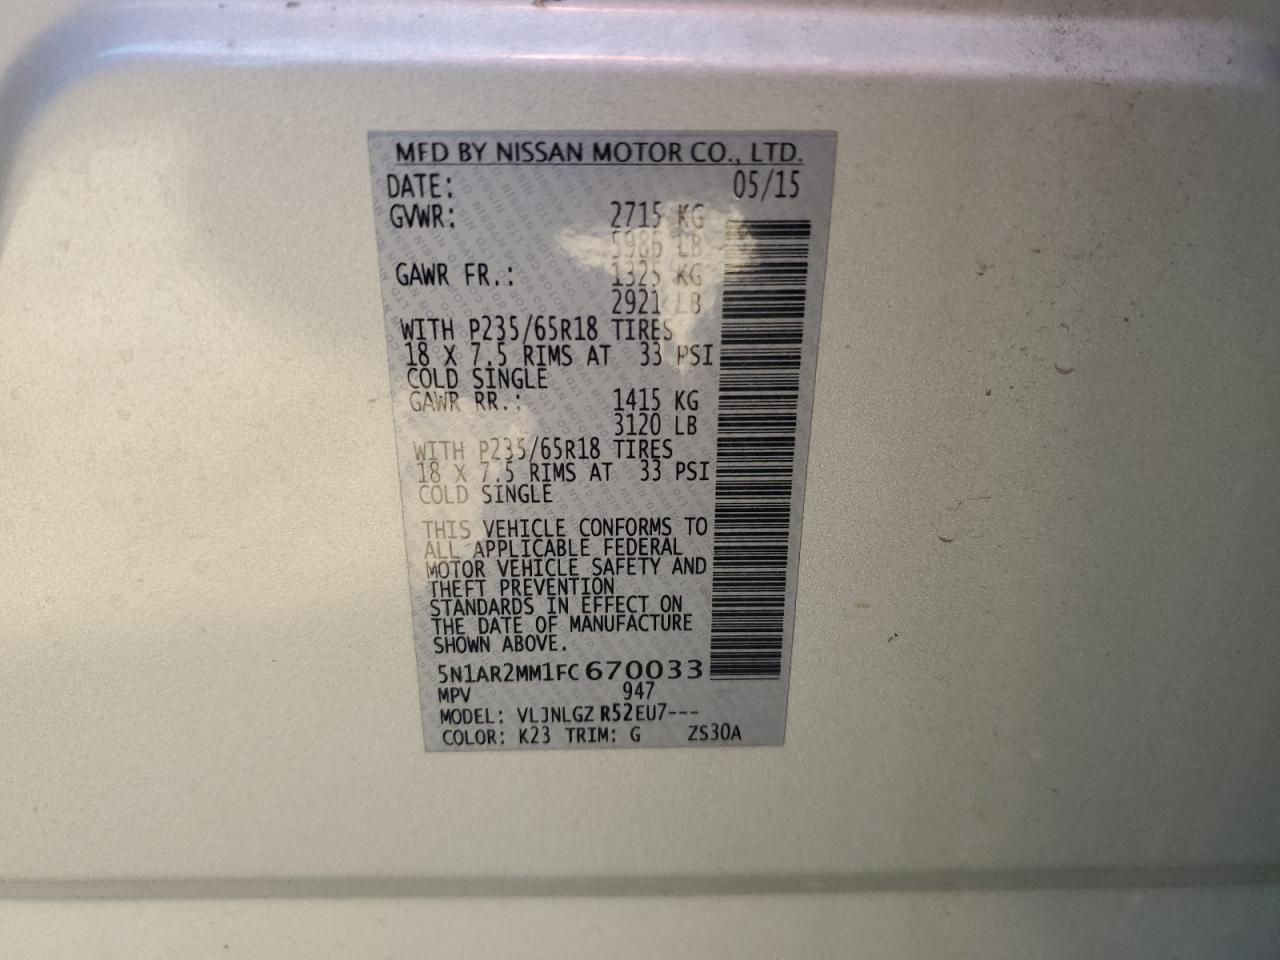 MFD BY NISSAN MOTOR CO., LTD.
DATE: 05/15
GVWR: 2715 KG
5986 LB
GAWR FR.: 1325 KG
2921 LB
WITH P235/65R18 TIRES
18 X 7.5 RIMS AT 33 PSI
COLD SINGLE
GAWR RR.: 1415 KG
3120 LB
WITH P235/65R18 TIRES
18 X 7.5 RIMS AT 33 PSI
COLD SINGLE
THIS VEHICLE CONFORMS TO
ALL APPLICABLE FEDERAL
MOTOR VEHICLE SAFETY AND
THEFT PREVENTION
STANDARDS IN EFFECT ON
THE DATE OF MANUFACTURE
SHOWN ABOVE.
5N1AR2MM1FC670033
MPV 947
MODEL: VLJNLGZ R52EU7---
COLOR: K23 TRIM: G ZS30A